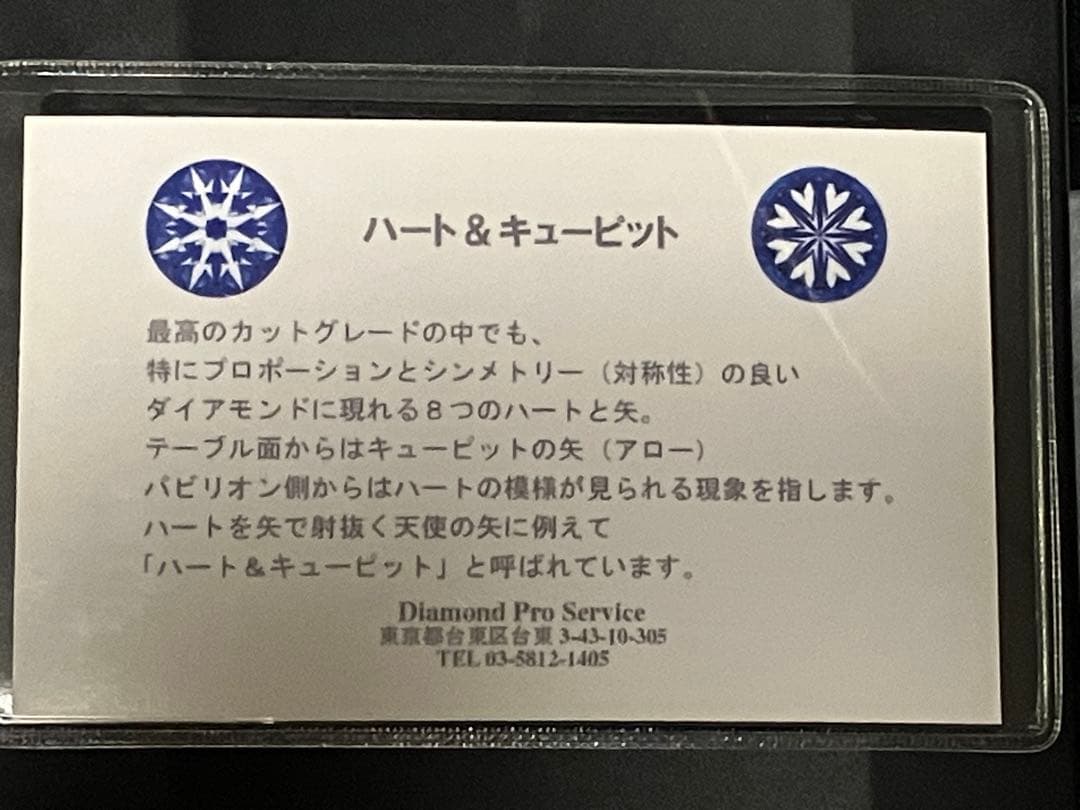 ハート＆キューピット
最高のカットグレードの中でも、
特にプロポーションとシンメトリー（対称性）の良い
ダイアモンドに現れる８つのハートと矢。
テーブル面からはキューピットの矢（アロー）
パビリオン側からはハートの模様が見られる現象を指します。
ハートを矢で射抜く天使の矢に例えて
「ハート＆キューピット」と呼ばれています。
Diamond Pro Service
東京都台東区台東 3-43-10-305
TEL 03-5812-1405